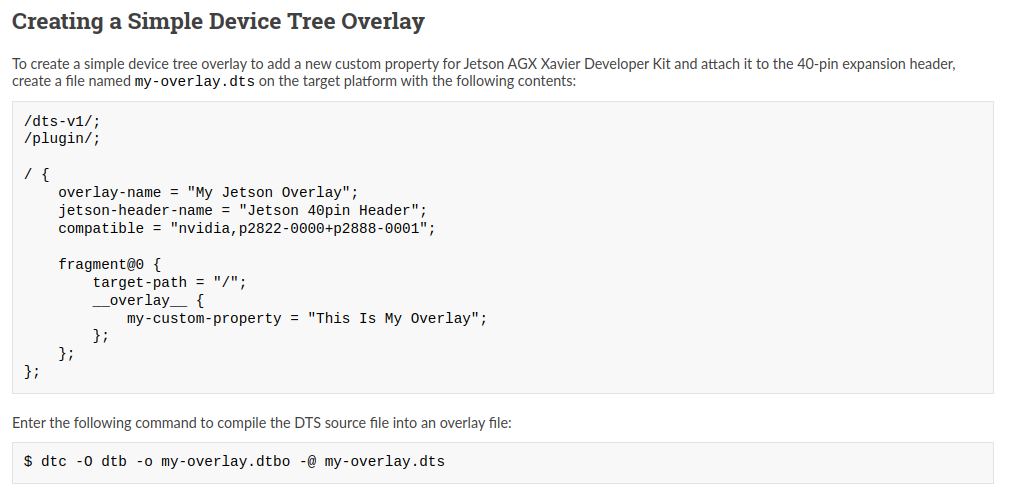 Creating a Simple Device Tree Overlay
To create a simple device tree overlay to add a new custom property for Jetson AGX Xavier Developer Kit and attach it to the 40-pin expansion header,
create a file named my-overlay.dts on the target platform with the following contents:
/dts-v1/;
/plugin/;
/ {
    overlay-name = "My Jetson Overlay";
    jetson-header-name = "Jetson 40pin Header";
    compatible = "nvidia,p2822-0000+p2888-0001";
    fragment@0 {
        target-path = "/";
        __overlay__ {
            my-custom-property = "This Is My Overlay";
        };
    };
};
Enter the following command to compile the DTS source file into an overlay file:
$ dtc -O dtb -o my-overlay.dtbo -@ my-overlay.dts